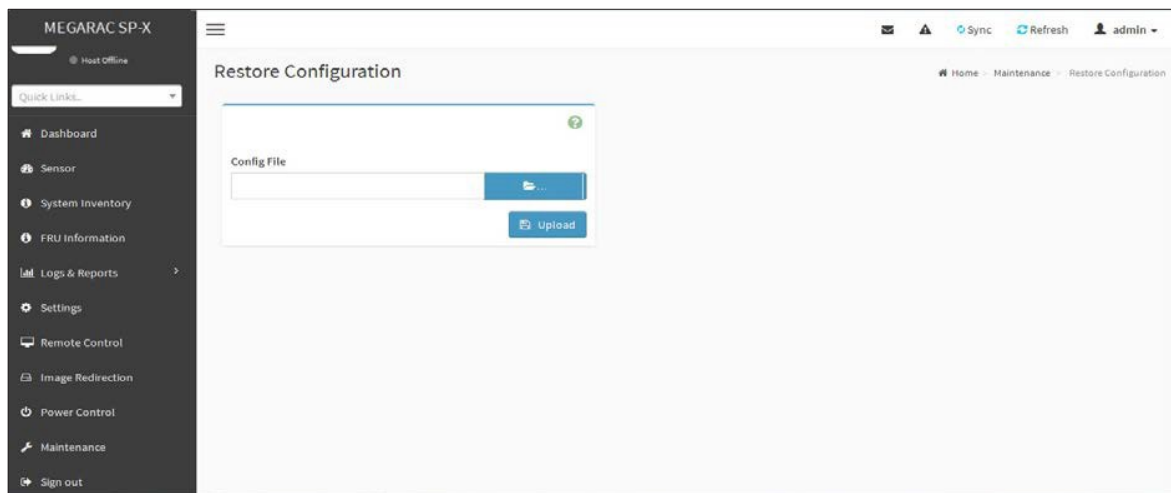 MEGARAC SP-X
Host Offline
Quick Links...
Dashboard
Sensor
System Inventory
FRU Information
Logs & Reports
Settings
Remote Control
Image Redirection
Power Control
Maintenance
Sign out
Sync
Refresh
admin
Restore Configuration
Home
Maintenance
Restore Configuration
Config File
...
Upload